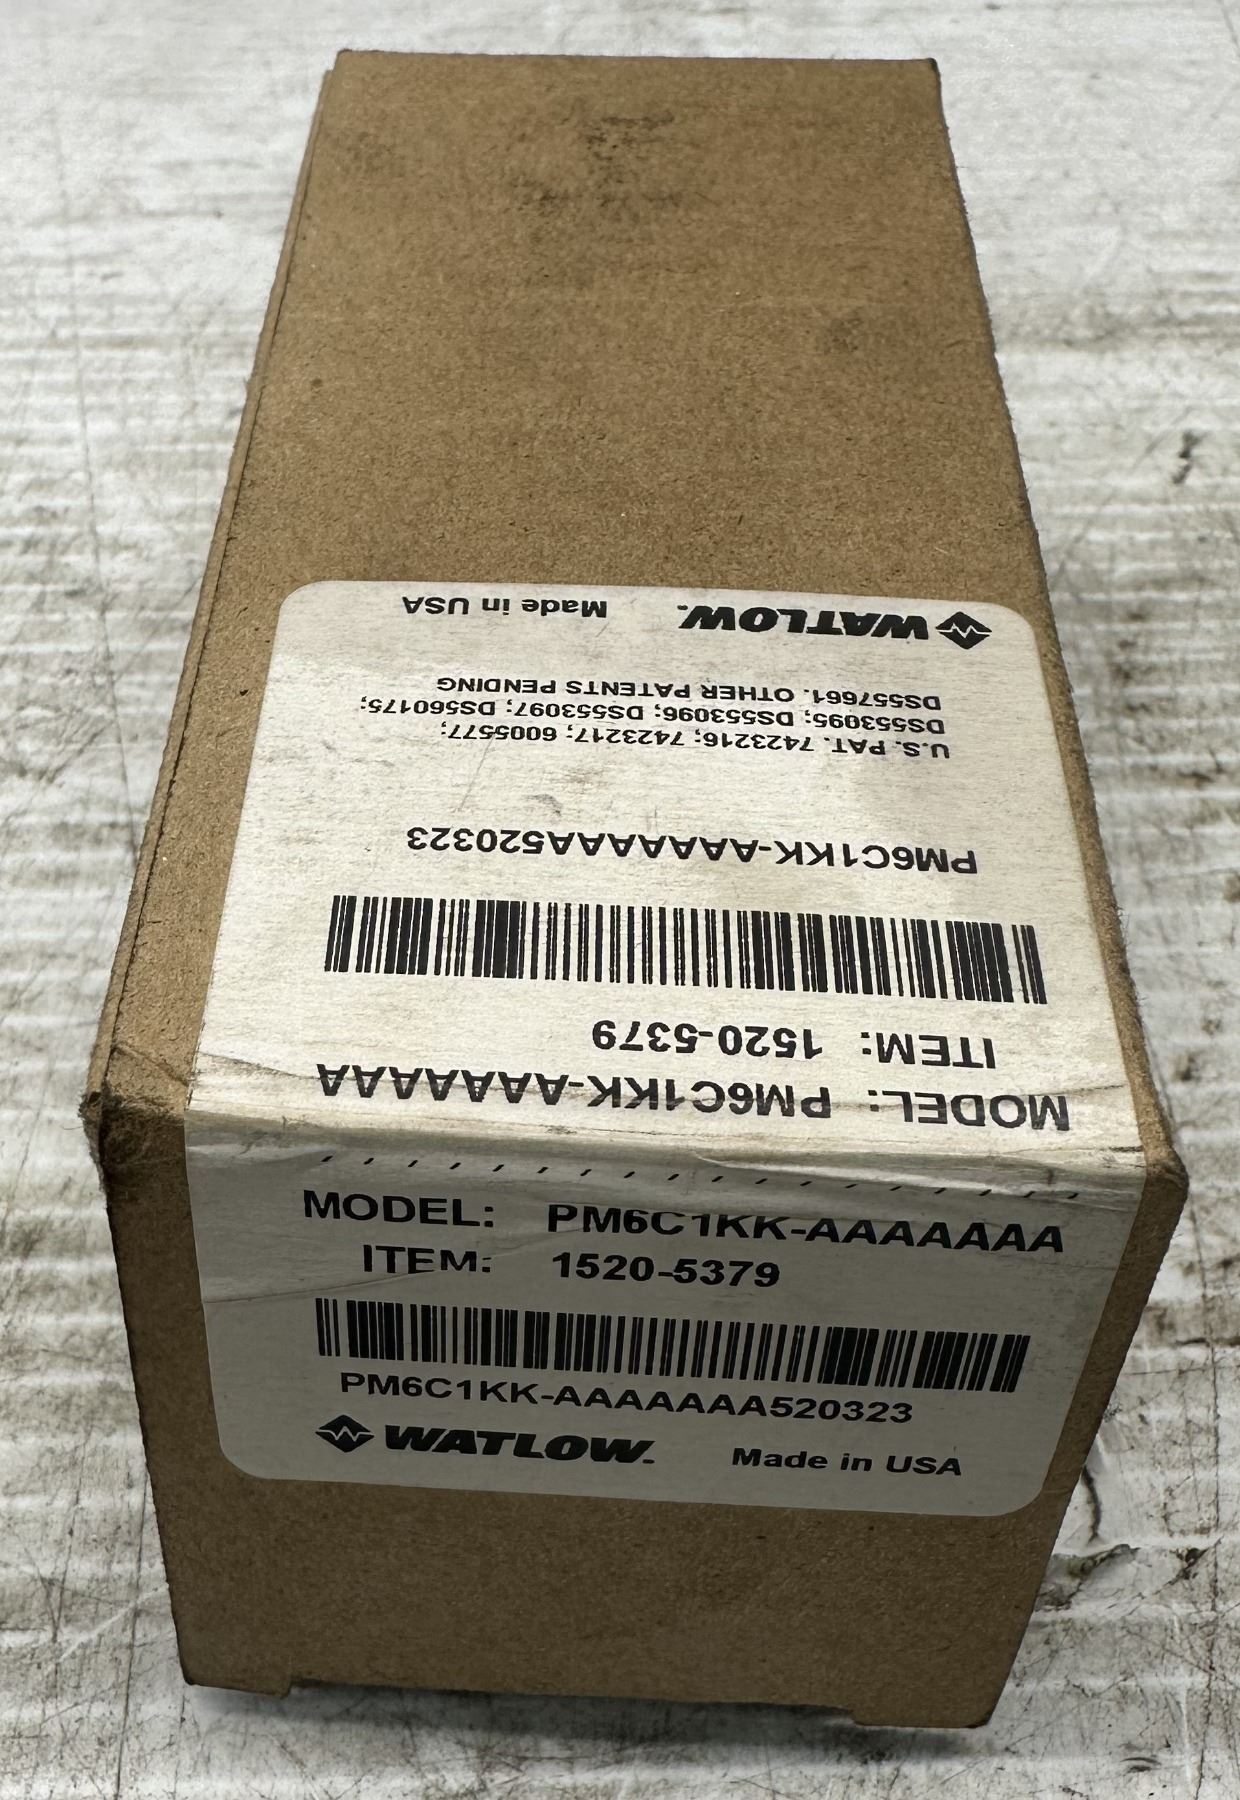 MODEL: PM6C1KK-AAAAAAA
ITEM: 1520-5379
PM6C1KK-AAAAAAA520323
U.S. PAT. 7423216; 7423217; 6005577;
DS553095; DS553096; DS553097; DS560175;
DS557661. OTHER PATENTS PENDING
WATLOW. Made in USA
MODEL: PM6C1KK-AAAAAAA
ITEM: 1520-5379
PM6C1KK-AAAAAAA520323
WATLOW. Made in USA